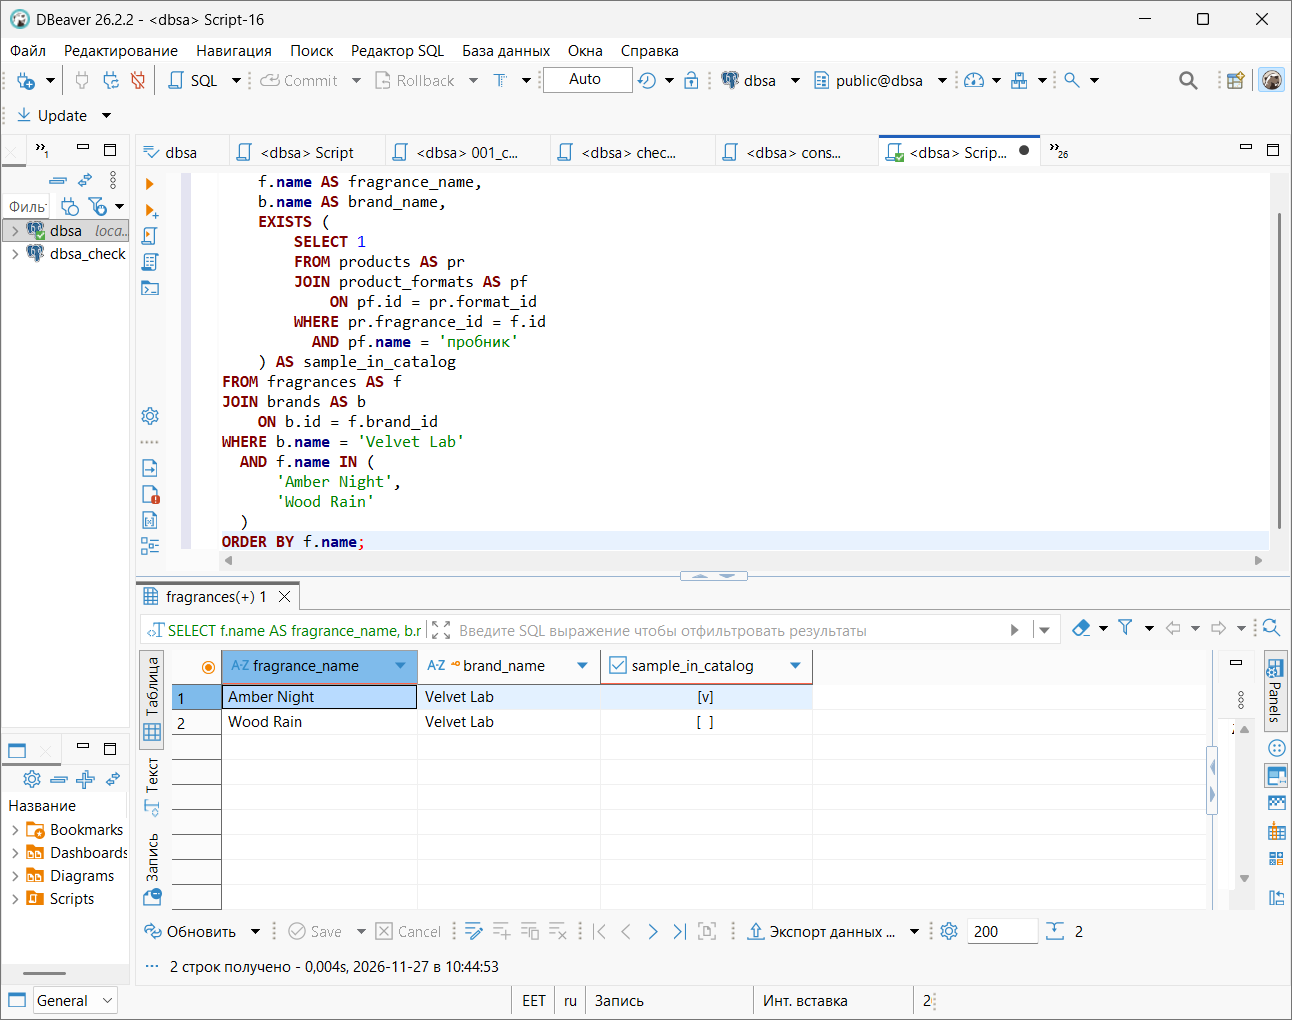 DBeaver 26.2.2 - <dbsa> Script-16
Файл Редактирование Навигация Поиск Редактор SQL База данных Окна Справка
SQL Commit Rollback T Auto dbsa public@dbsa
Update
»1
dbsa <dbsa> Script <dbsa> 001_c... <dbsa> chec... <dbsa> cons... <dbsa> Scrip... »26
Филь
dbsa loca...
dbsa_check
f.name AS fragrance_name,
b.name AS brand_name,
EXISTS (
SELECT 1
FROM products AS pr
JOIN product_formats AS pf
ON pf.id = pr.format_id
WHERE pr.fragrance_id = f.id
AND pf.name = 'пробник'
) AS sample_in_catalog
FROM fragrances AS f
JOIN brands AS b
ON b.id = f.brand_id
WHERE b.name = 'Velvet Lab'
AND f.name IN (
'Amber Night',
'Wood Rain'
)
ORDER BY f.name;
fragrances(+) 1
SELECT f.name AS fragrance_name, b.r Введите SQL выражение чтобы отфильтровать результаты
Таблица
Текст
Запись
A-Z fragrance_name A-Z brand_name sample_in_catalog
1 Amber Night Velvet Lab [v]
2 Wood Rain Velvet Lab [ ]
Panels
Название
Bookmarks
Dashboards
Diagrams
Scripts
Обновить Save Cancel Экспорт данных ... 200 2
2 строк получено - 0,004s, 2026-11-27 в 10:44:53
General EET ru Запись Инт. вставка 2